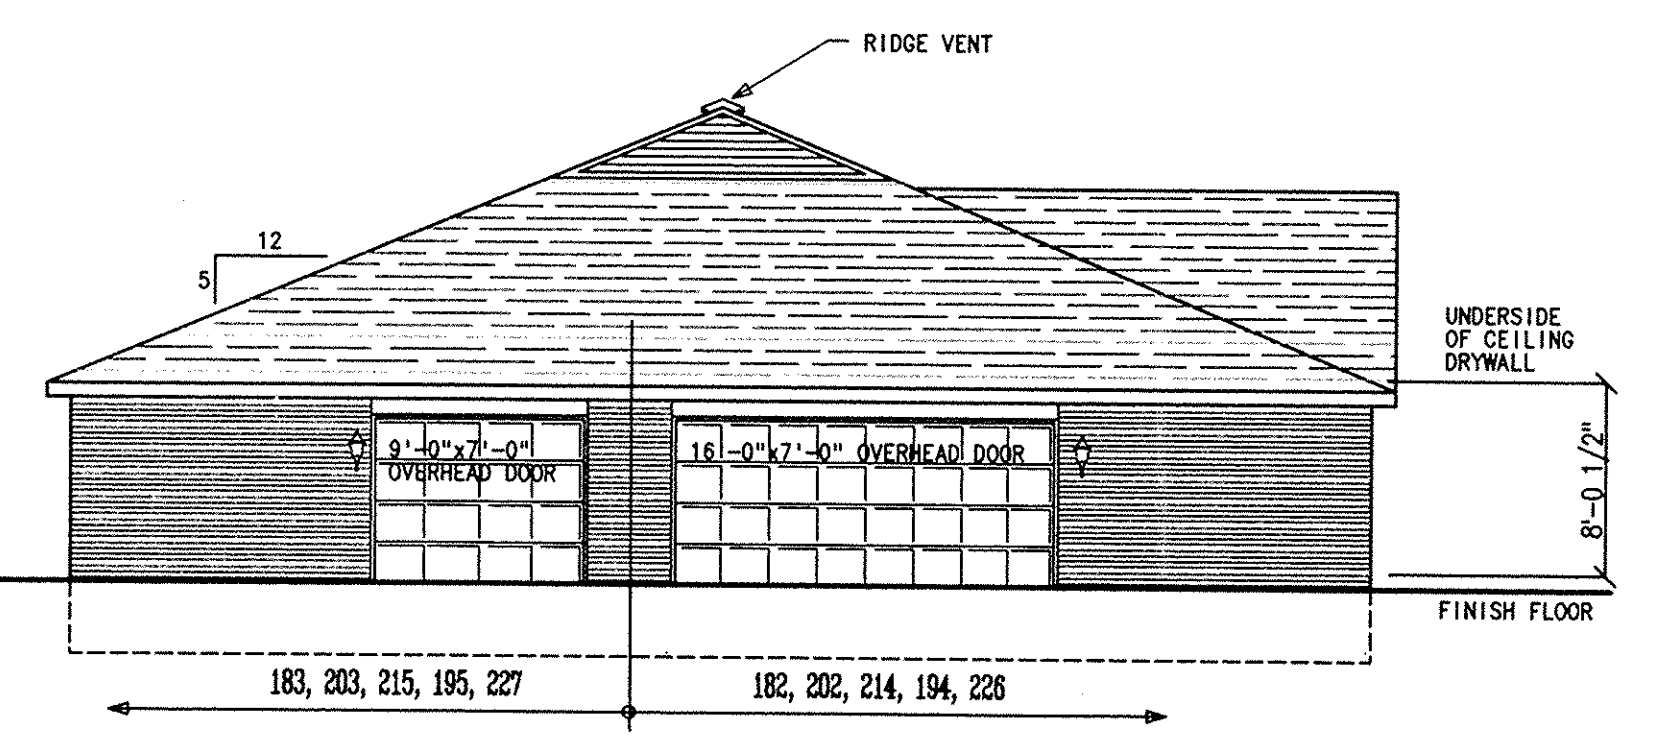 RIDGE VENT
12
5
UNDERSIDE
OF CEILING
DRYWALL
9'-0"x7'-0"
OVERHEAD DOOR
16'-0"x7'-0" OVERHEAD DOOR
8'-0 1/2"
FINISH FLOOR
183, 203, 215, 195, 227
182, 202, 214, 194, 226